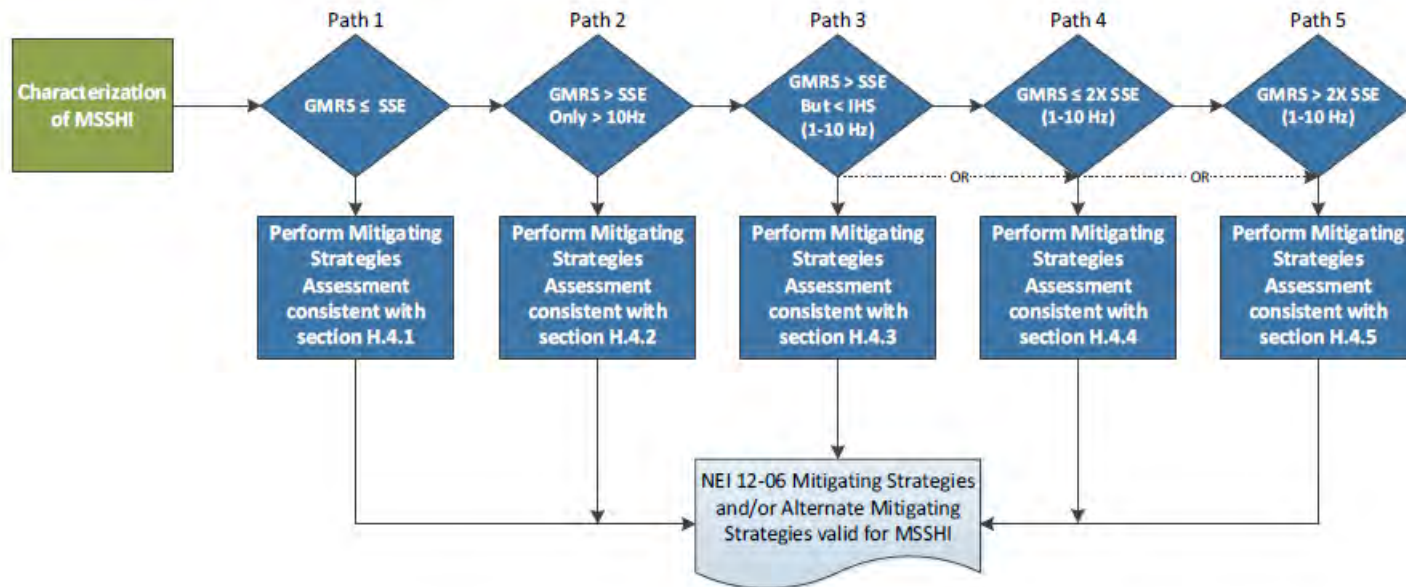 Path 1
Path 2
Path 3
Path 4
Path 5
Characterization
of MSSHI
GMRS ≤ SSE
GMRS > SSE
Only > 10Hz
GMRS > SSE
But < IHS
(1-10 Hz)
GMRS ≤ 2X SSE
(1-10 Hz)
GMRS > 2X SSE
(1-10 Hz)
OR
OR
Perform Mitigating
Strategies
Assessment
consistent with
section H.4.1
Perform Mitigating
Strategies
Assessment
consistent with
section H.4.2
Perform Mitigating
Strategies
Assessment
consistent with
section H.4.3
Perform Mitigating
Strategies
Assessment
consistent with
section H.4.4
Perform Mitigating
Strategies
Assessment
consistent with
section H.4.5
NEI 12-06 Mitigating Strategies
and/or Alternate Mitigating
Strategies valid for MSSHI